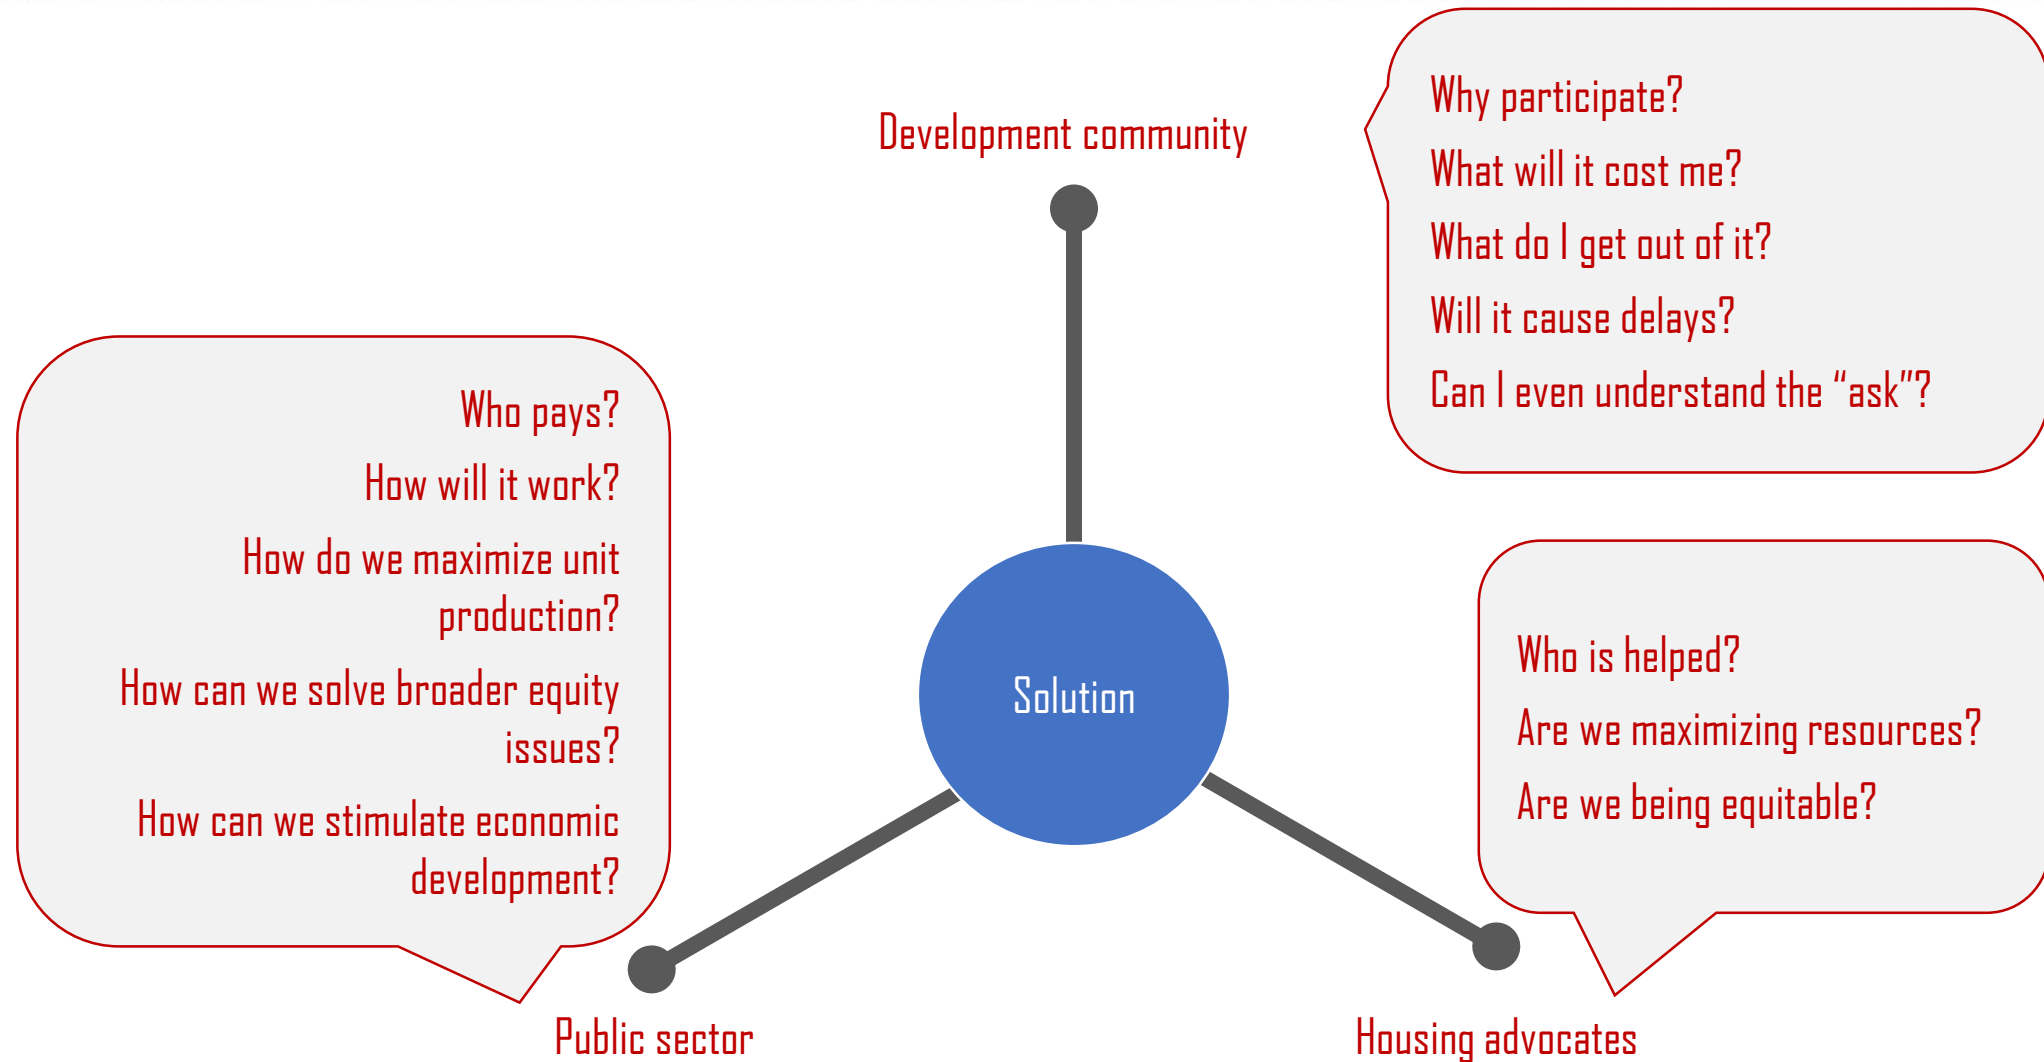 Development community
Why participate?
What will it cost me?
What do I get out of it?
Will it cause delays?
Can I even understand the “ask”?
Who pays?
How will it work?
How do we maximize unit
production?
How can we solve broader equity
issues?
How can we stimulate economic
development?
Solution
Who is helped?
Are we maximizing resources?
Are we being equitable?
Public sector
Housing advocates